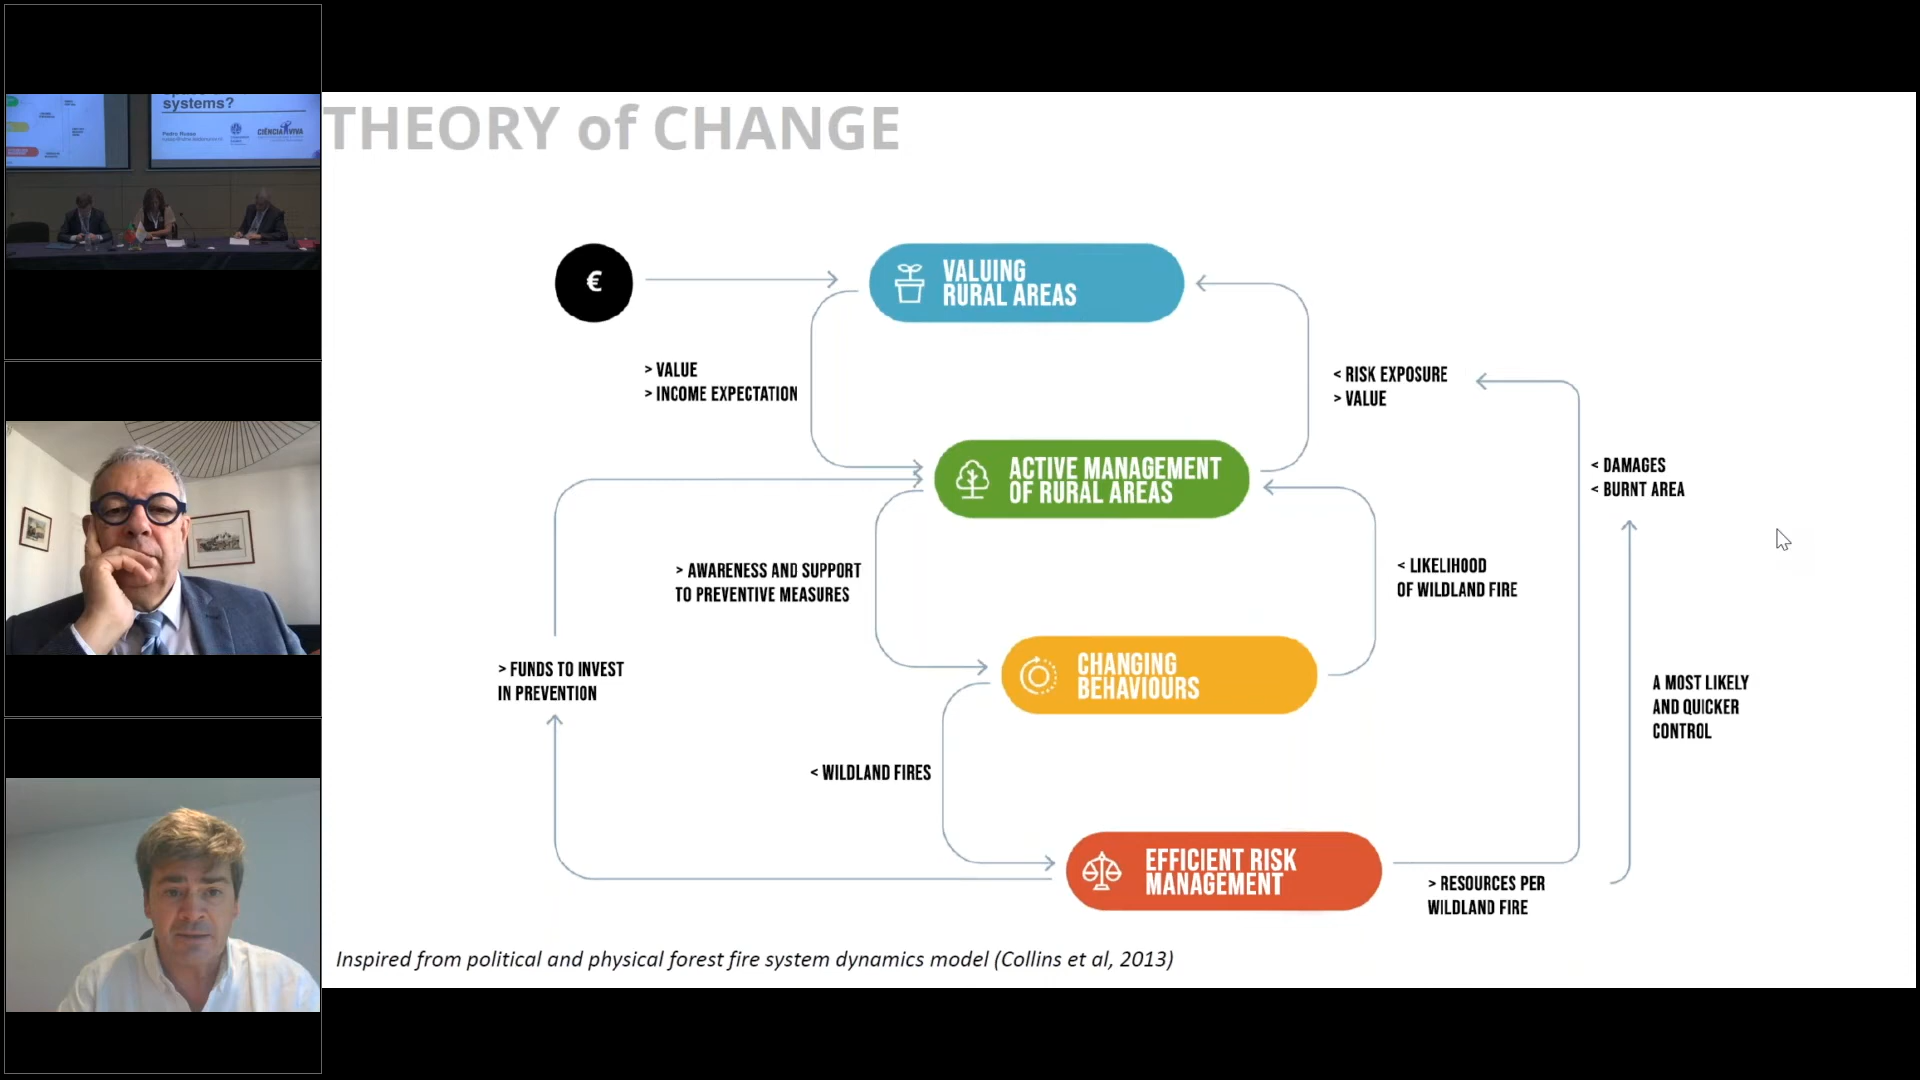 systems?
Pedro Russo
CIÊNCIA VIVA
THEORY of CHANGE
€
VALUING
RURAL AREAS
> VALUE
> INCOME EXPECTATION
< RISK EXPOSURE
> VALUE
ACTIVE MANAGEMENT
OF RURAL AREAS
< DAMAGES
< BURNT AREA
> AWARENESS AND SUPPORT
TO PREVENTIVE MEASURES
< LIKELIHOOD
OF WILDLAND FIRE
> FUNDS TO INVEST
IN PREVENTION
CHANGING
BEHAVIOURS
A MOST LIKELY
AND QUICKER
CONTROL
< WILDLAND FIRES
EFFICIENT RISK
MANAGEMENT
> RESOURCES PER
WILDLAND FIRE
Inspired from political and physical forest fire system dynamics model (Collins et al, 2013)